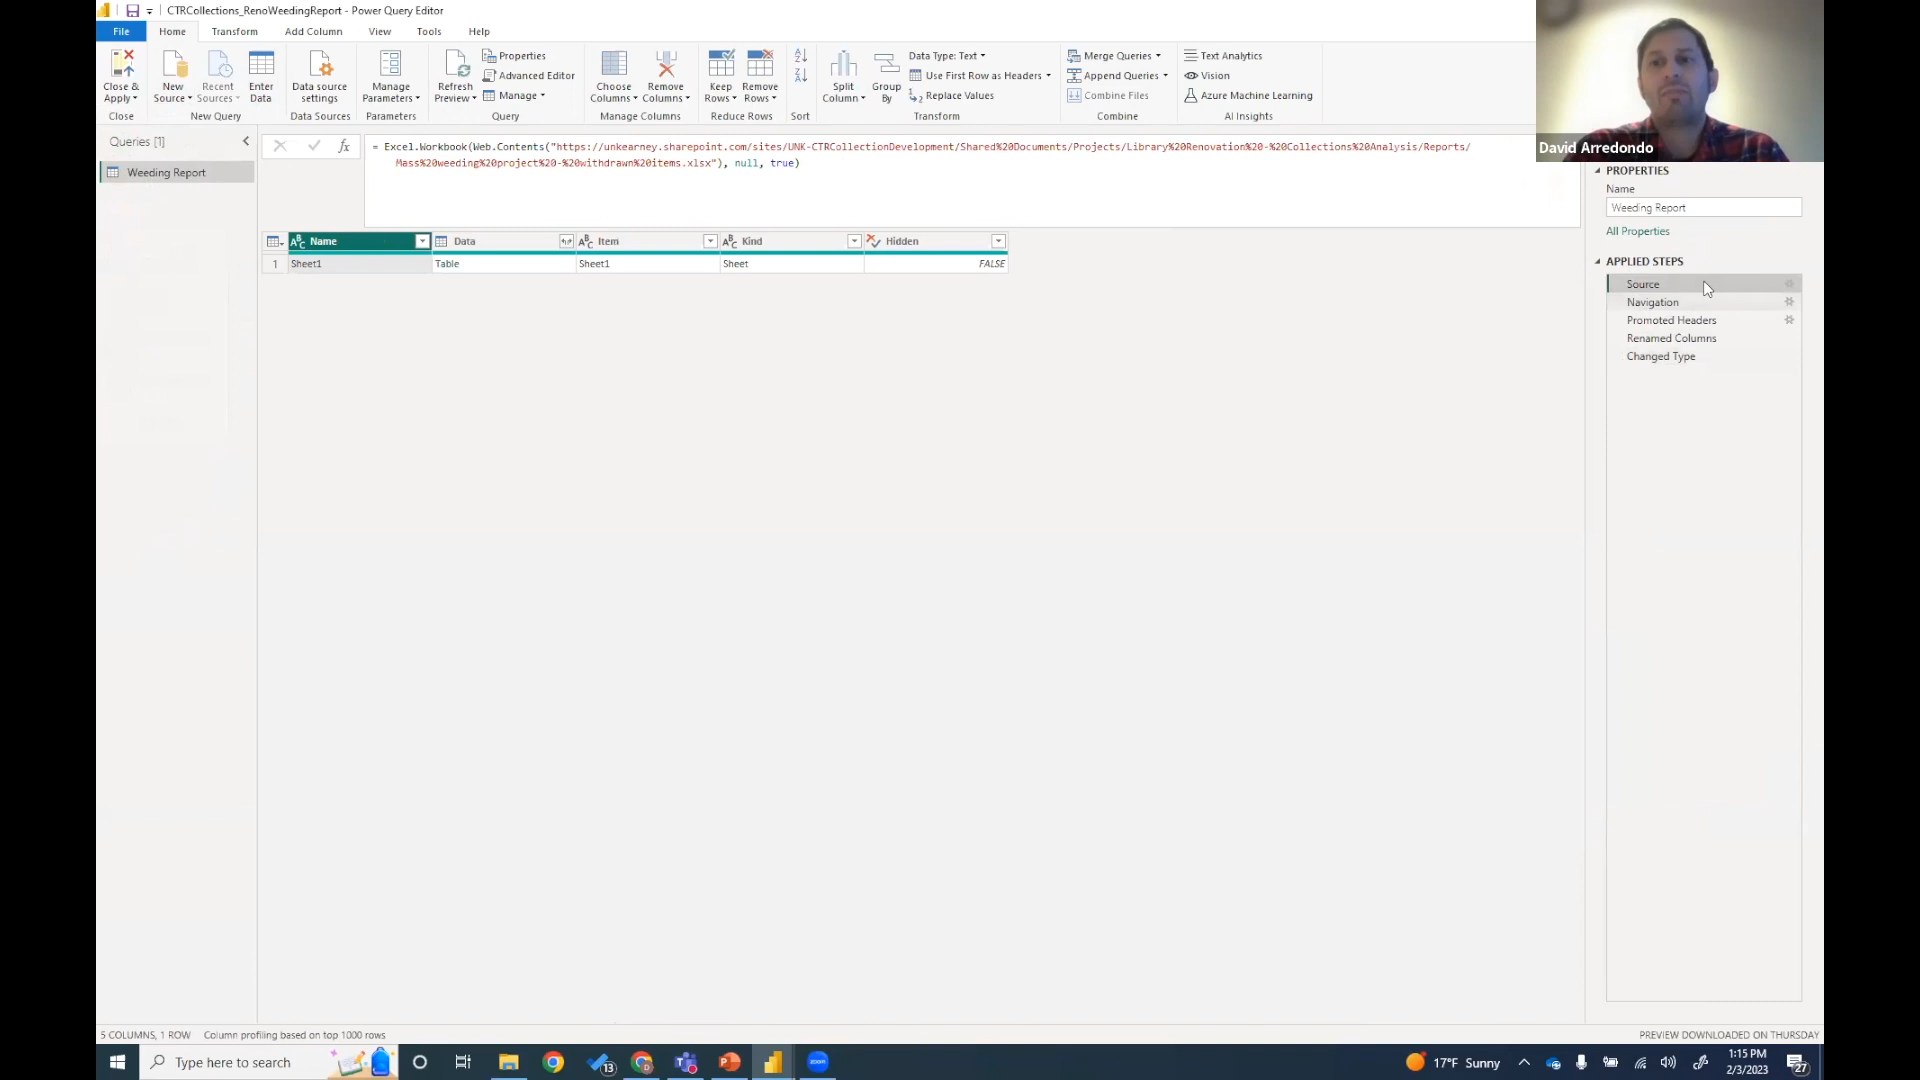 CTRCollections_RenoWeedingReport - Power Query Editor
File Home Transform Add Column View Tools Help
Close & Apply
Close
New Source
Recent Sources
Enter Data
New Query
Data source settings
Data Sources
Manage Parameters
Parameters
Refresh Preview
Properties
Advanced Editor
Manage
Query
Choose Columns
Remove Columns
Manage Columns
Keep Rows
Remove Rows
Reduce Rows
Sort
Split Column
Group By
Data Type: Text
Use First Row as Headers
Replace Values
Transform
Merge Queries
Append Queries
Combine Files
Combine
Text Analytics
Vision
Azure Machine Learning
AI Insights
David Arredondo
Queries [1]
Weeding Report
= Excel.Workbook(Web.Contents("https://unkearney.sharepoint.com/sites/UNK-CTRCollectionDevelopment/Shared%20Documents/Projects/Library%20Renovation%20-%20Collections%20Analysis/Reports/
Mass%20weeding%20project%20-%20withdrawn%20items.xlsx"), null, true)
Name Data Item Kind Hidden
1 Sheet1 Table Sheet1 Sheet FALSE
PROPERTIES
Name
Weeding Report
All Properties
APPLIED STEPS
Source
Navigation
Promoted Headers
Renamed Columns
Changed Type
5 COLUMNS, 1 ROW Column profiling based on top 1000 rows
PREVIEW DOWNLOADED ON THURSDAY
Type here to search
13
17°F Sunny
1:15 PM
2/3/2023
27